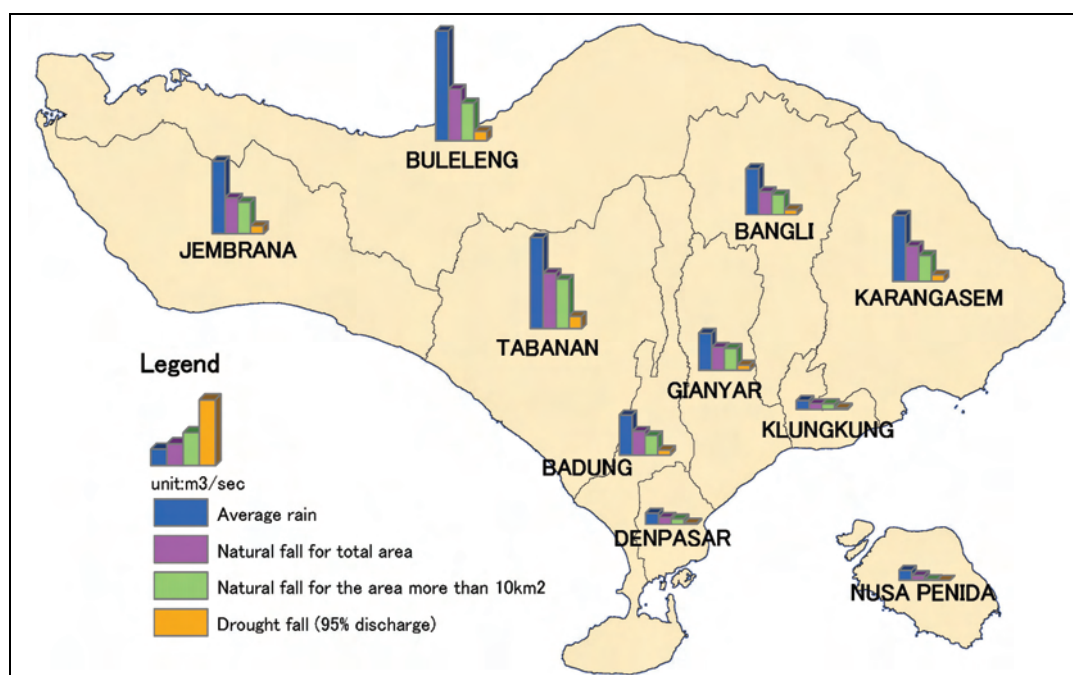 BULELENG
JEMBRANA
BANGLI
KARANGASEM
TABANAN
GIANYAR
KLUNGKUNG
BADUNG
DENPASAR
NUSA PENIDA
Legend
unit:m3/sec
Average rain
Natural fall for total area
Natural fall for the area more than 10km2
Drought fall (95% discharge)